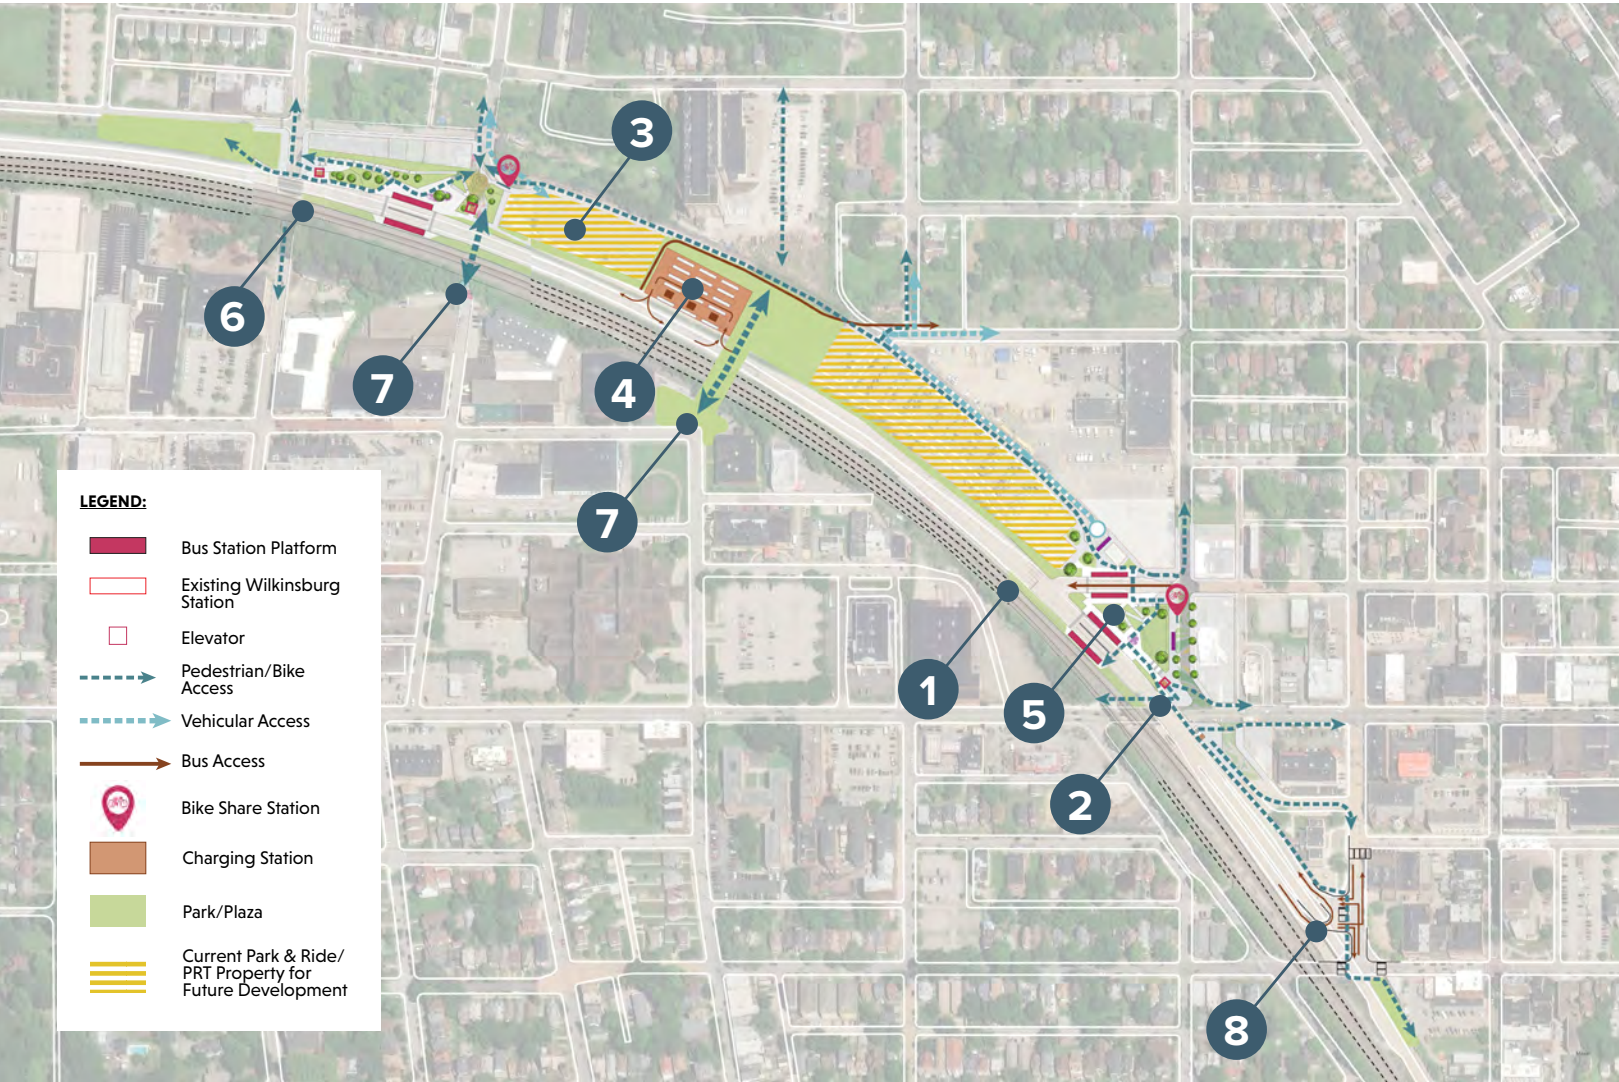 3
6
7
4
7
1
5
2
8
LEGEND:
Bus Station Platform
Existing Wilkinsburg
Station
Elevator
Pedestrian/Bike
Access
Vehicular Access
Bus Access
Bike Share Station
Charging Station
Park/Plaza
Current Park & Ride/
PRT Property for
Future Development